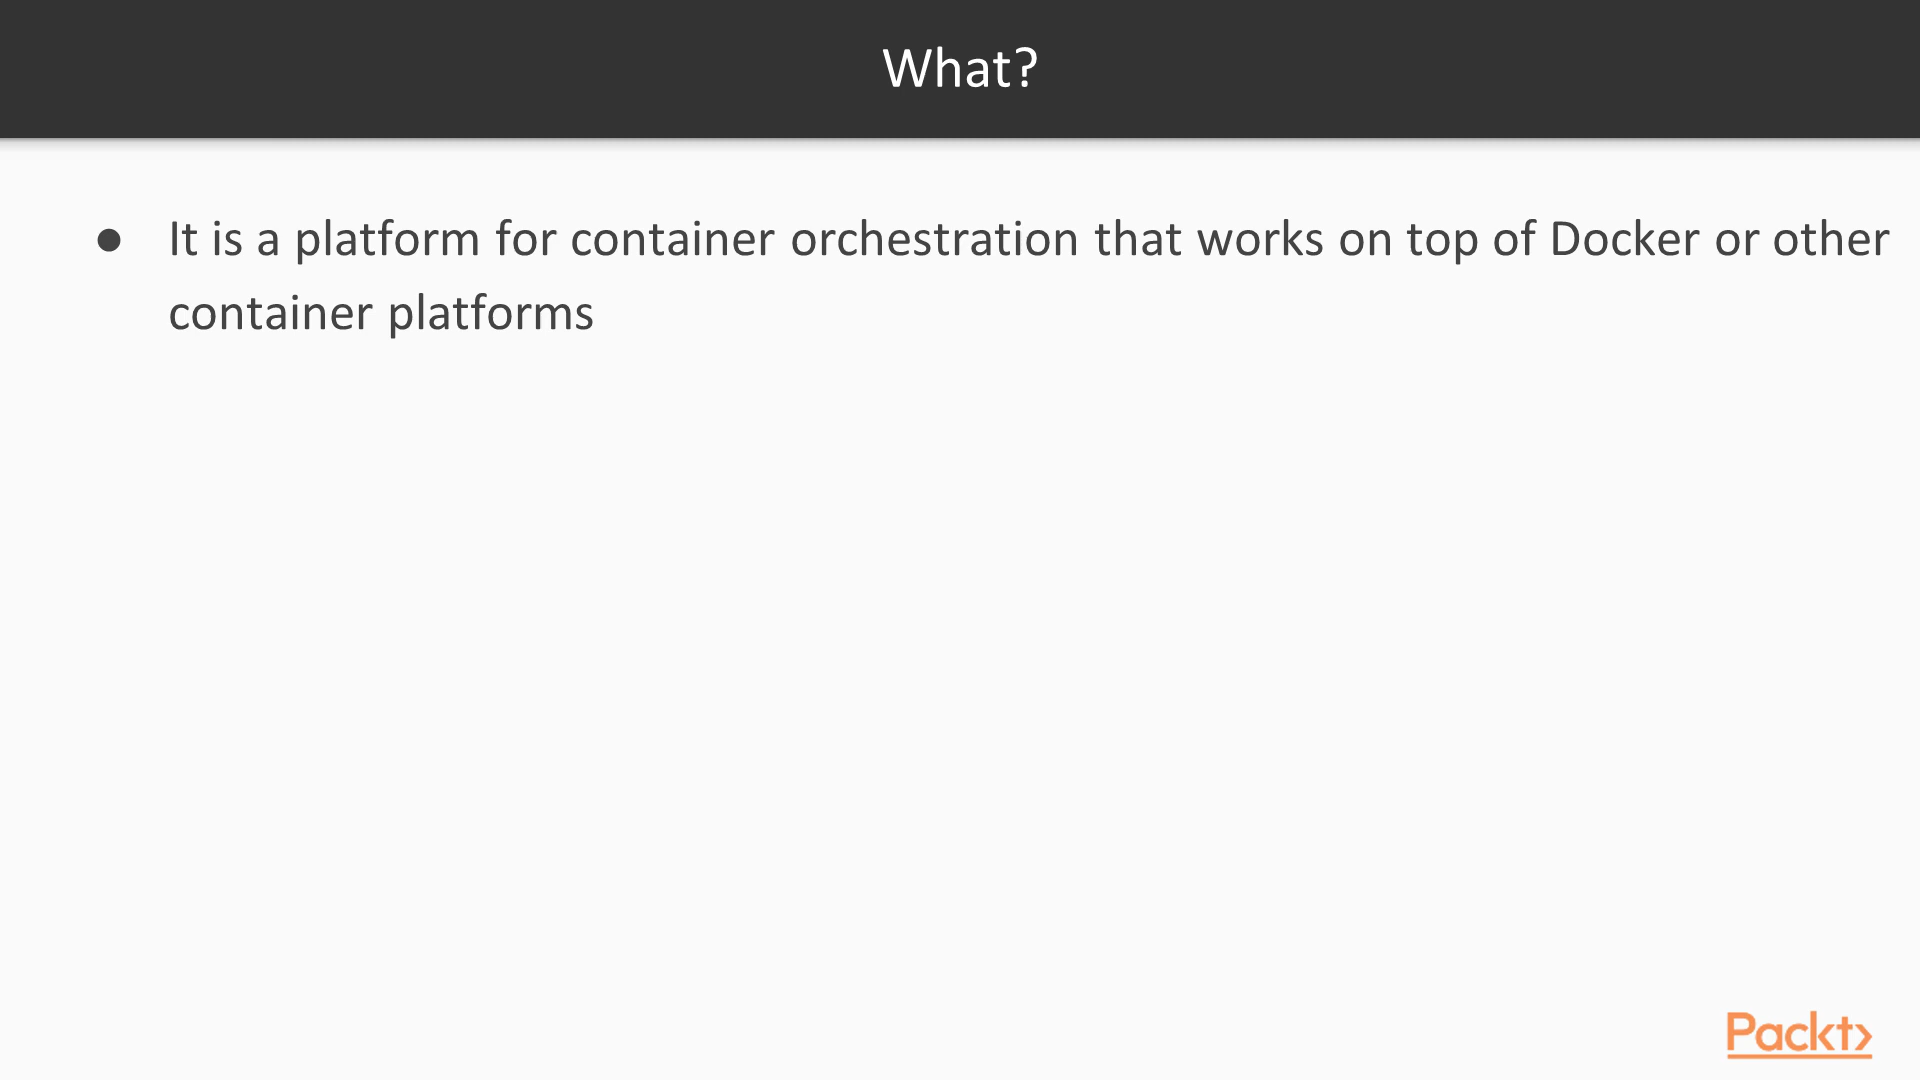 What?
● It is a platform for container orchestration that works on top of Docker or other
container platforms
Packt>